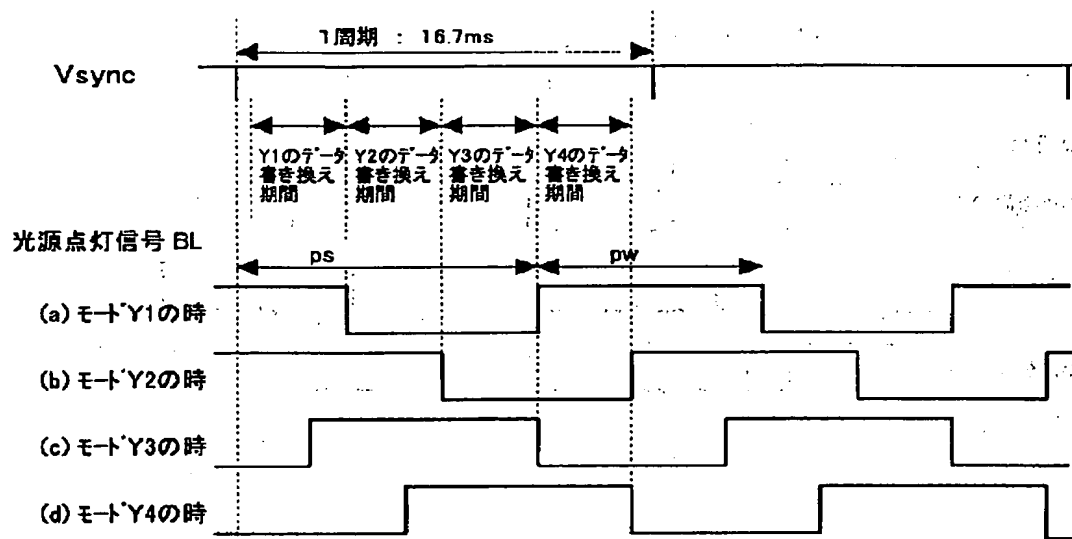 1周期 : 16.7ms
Vsync
Y1のデータ
書き換え
期間
Y2のデータ
書き換え
期間
Y3のデータ
書き換え
期間
Y4のデータ
書き換え
期間
光源点灯信号 BL
ps
pw
(a) モードY1の時
(b) モードY2の時
(c) モードY3の時
(d) モードY4の時